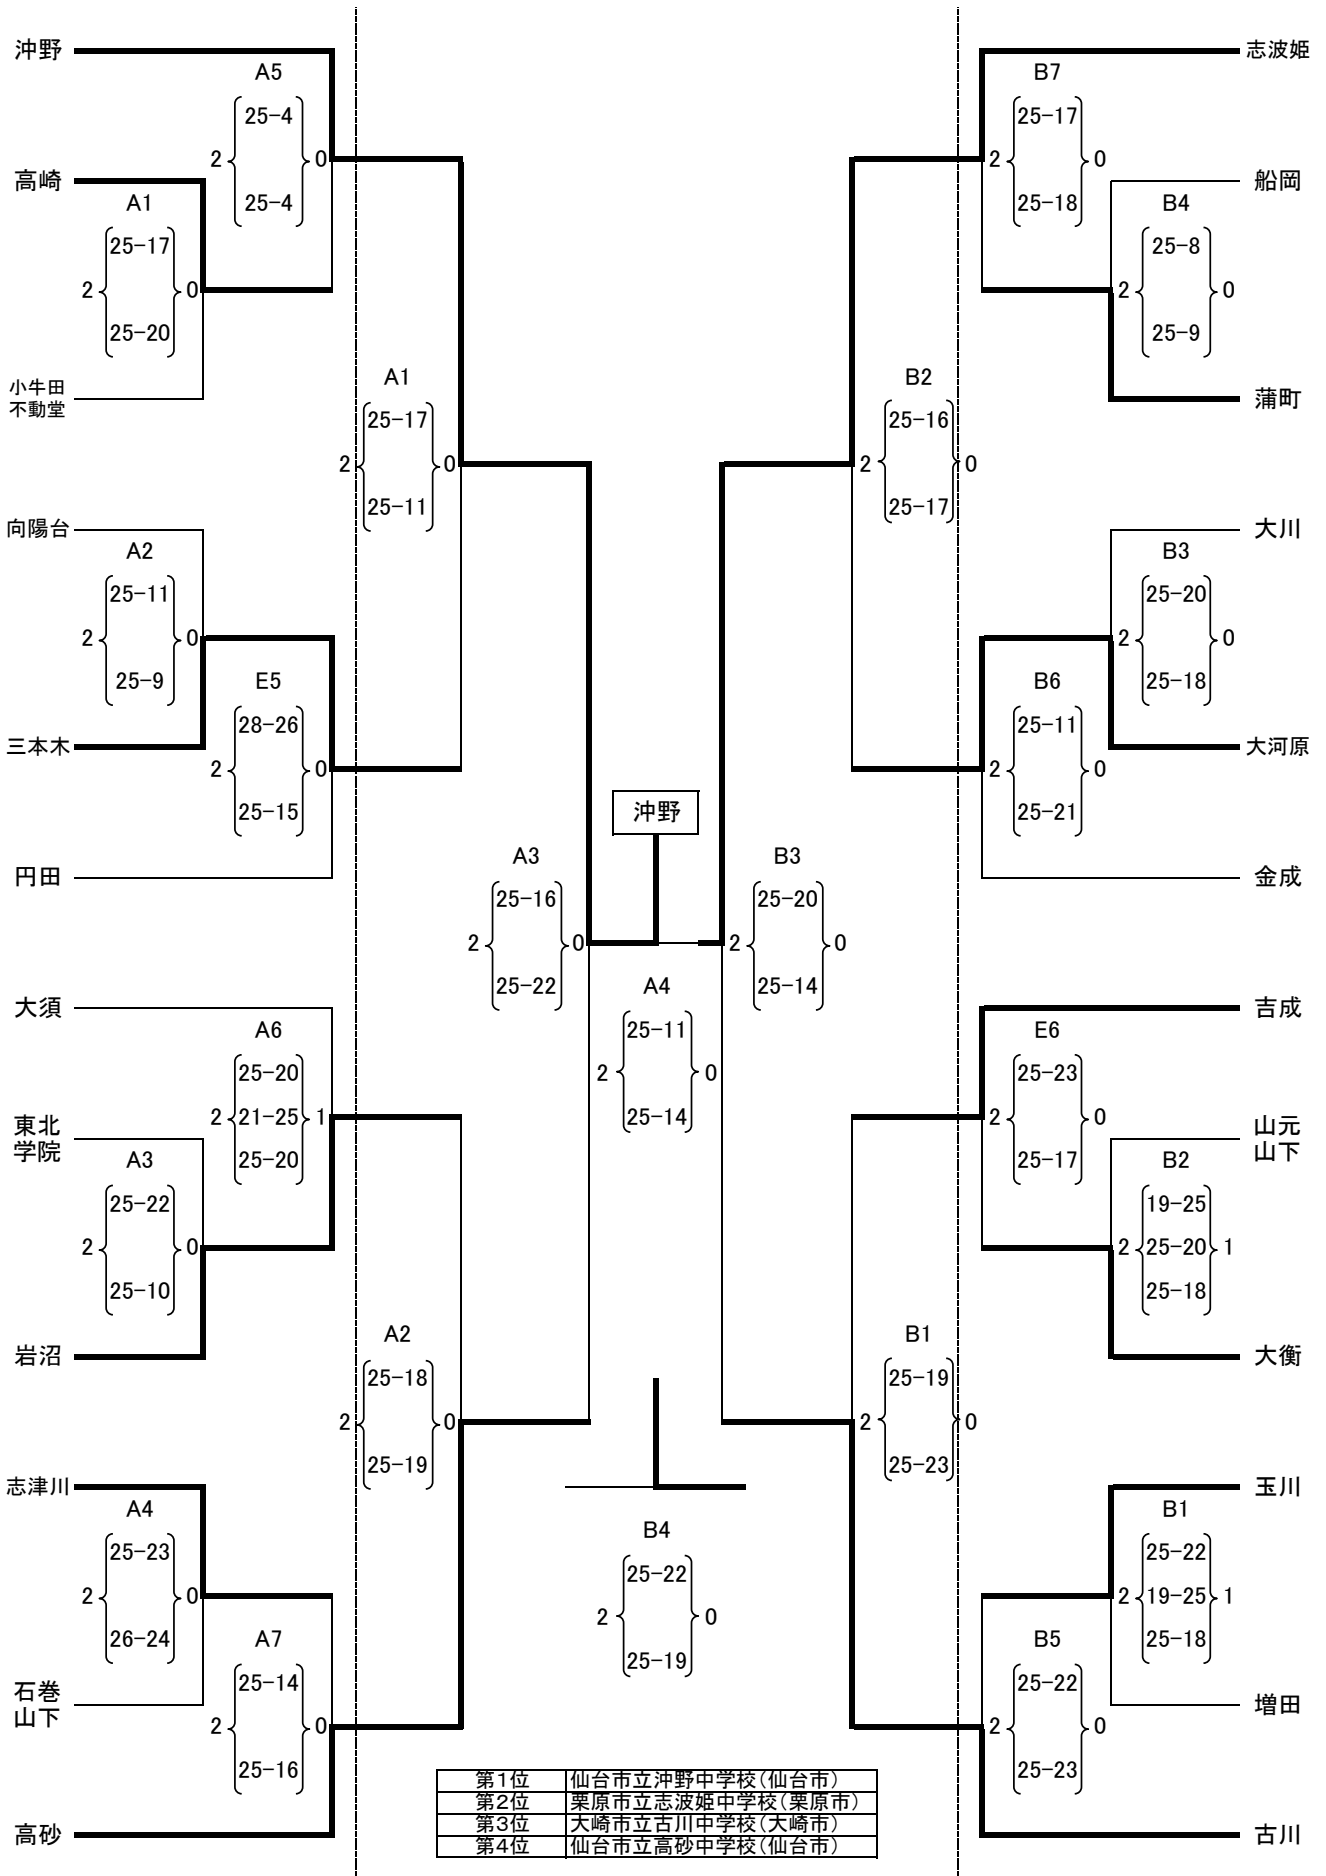 沖野
A5
25-4
2 0
25-4
高崎
A1
25-17
2 0
25-20
小牛田
不動堂
A1
25-17
2 0
25-11
向陽台
A2
25-11
2 0
25-9
三本木
E5
28-26
2 0
25-15
円田
A3
25-16
2 0
25-22
大須
A6
25-20
2 21-25 1
25-20
東北
学院
A3
25-22
2 0
25-10
岩沼
A2
25-18
2 0
25-19
志津川
A4
25-23
2 0
26-24
石巻
山下
A7
25-14
2 0
25-16
高砂
沖野
A4
25-11
2 0
25-14
B4
25-22
2 0
25-19
志波姫
B7
25-17
2 0
25-18
船岡
B4
25-8
2 0
25-9
蒲町
B2
25-16
2 0
25-17
大川
B3
25-20
2 0
25-18
大河原
B6
25-11
2 0
25-21
金成
B3
25-20
2 0
25-14
吉成
E6
25-23
2 0
25-17
山元
山下
B2
19-25
2 25-20 1
25-18
大衡
B1
25-19
2 0
25-23
玉川
B1
25-22
2 19-25 1
25-18
増田
B5
25-22
2 0
25-23
古川
第1位 仙台市立沖野中学校(仙台市)
第2位 栗原市立志波姫中学校(栗原市)
第3位 大崎市立古川中学校(大崎市)
第4位 仙台市立高砂中学校(仙台市)